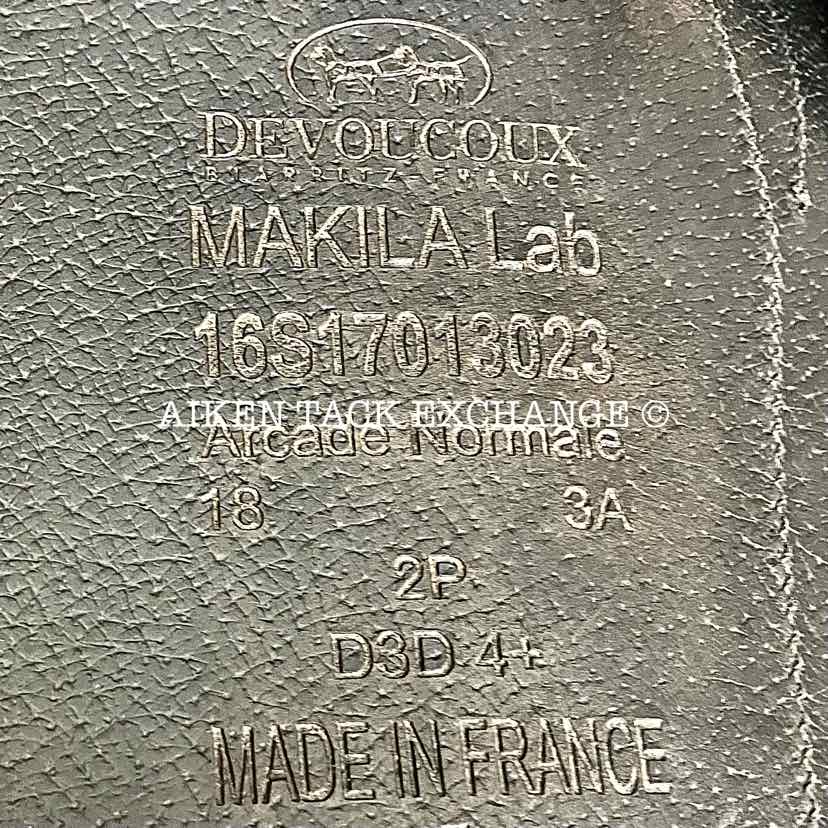 DEVOUCOUX
BIARRITZ-FRANCE
MAKILA Lab
16S17013023
AIKEN TACK EXCHANGE ©
Arcade Normale
18 3A
2P
D3D 4+
MADE IN FRANCE